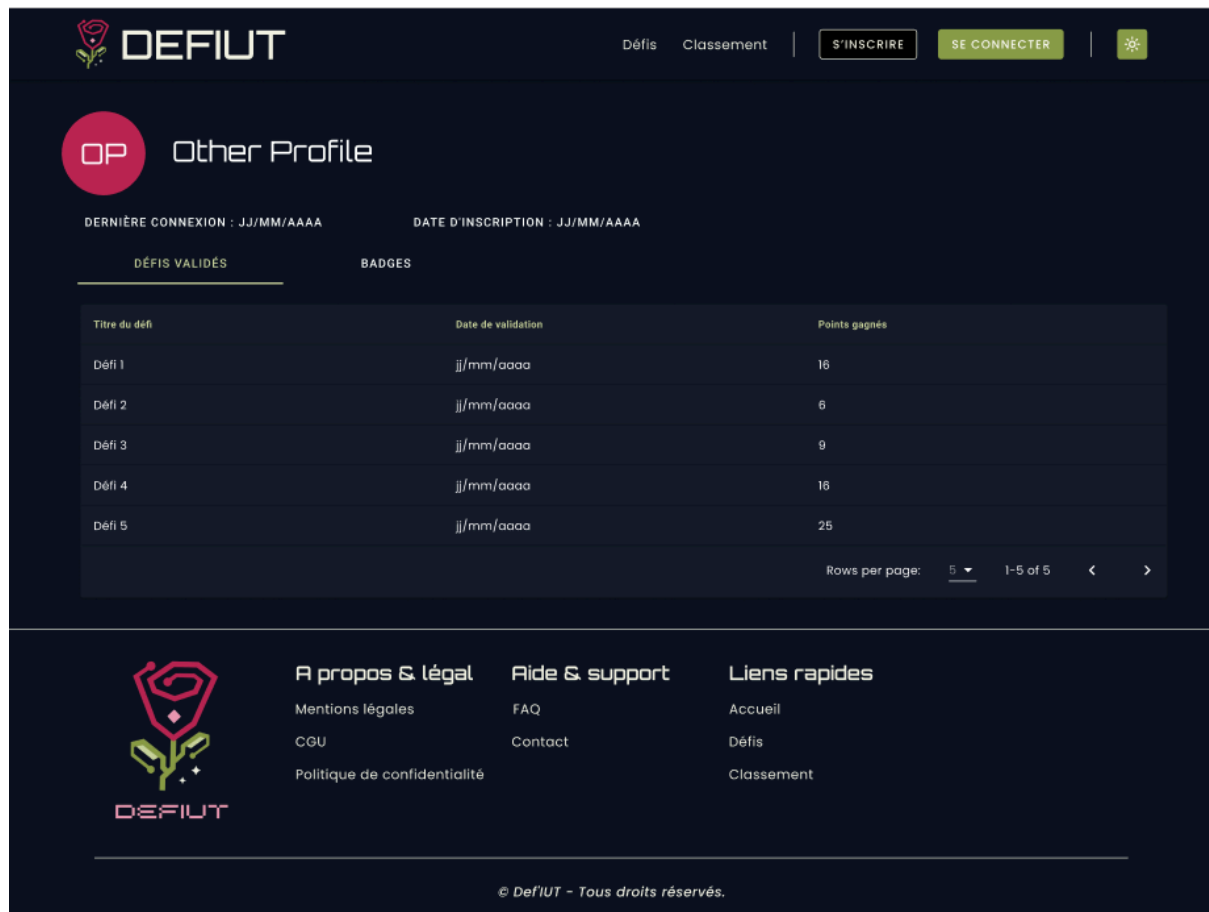 DEFIUT Défis Classement S'INSCRIRE SE CONNECTER
OP Other Profile
DERNIÈRE CONNEXION : JJ/MM/AAAA DATE D'INSCRIPTION : JJ/MM/AAAA
DÉFIS VALIDÉS BADGES
Titre du défi Date de validation Points gagnés
Défi 1 jj/mm/aaaa 16
Défi 2 jj/mm/aaaa 6
Défi 3 jj/mm/aaaa 9
Défi 4 jj/mm/aaaa 16
Défi 5 jj/mm/aaaa 25
Rows per page: 5 1-5 of 5
A propos & légal Aide & support Liens rapides
Mentions légales FAQ Accueil
CGU Contact Défis
Politique de confidentialité Classement
DEFIUT
© Def'IUT - Tous droits réservés.